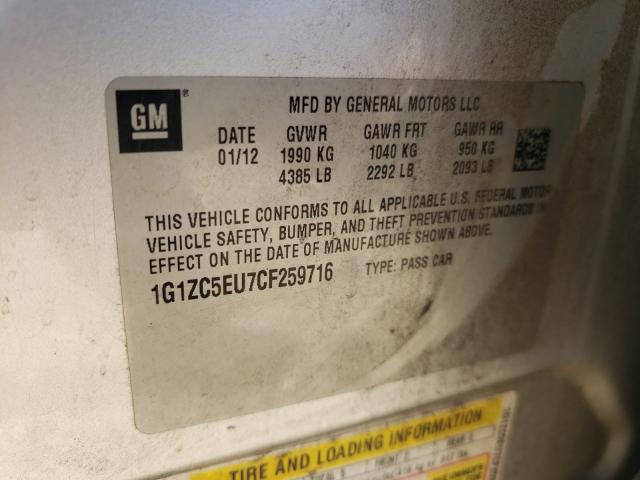 GM
MFD BY GENERAL MOTORS LLC
DATE GVWR GAWR FRT GAWR RR
01/12 1990 KG 1040 KG 950 KG
4385 LB 2292 LB 2093 LB
THIS VEHICLE CONFORMS TO ALL APPLICABLE U.S. FEDERAL MOTOR
VEHICLE SAFETY, BUMPER, AND THEFT PREVENTION STANDARDS IN
EFFECT ON THE DATE OF MANUFACTURE SHOWN ABOVE.
1G1ZC5EU7CF259716 TYPE: PASS CAR
TIRE AND LOADING INFORMATION